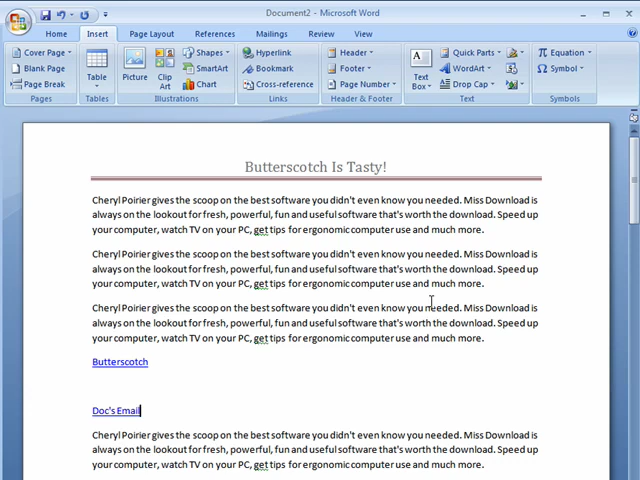 Document2 - Microsoft Word
Home Insert Page Layout References Mailings Review View
Cover Page
Blank Page
Page Break
Pages
Table
Tables
Picture
Clip Art
Shapes
SmartArt
Chart
Illustrations
Hyperlink
Bookmark
Cross-reference
Links
Header
Footer
Page Number
Header & Footer
A
Text Box
Quick Parts
WordArt
Drop Cap
Text
Equation
Symbol
Symbols
Butterscotch Is Tasty!
Cheryl Poirier gives the scoop on the best software you didn't even know you needed. Miss Download is
always on the lookout for fresh, powerful, fun and useful software that's worth the download. Speed up
your computer, watch TV on your PC, get tips for ergonomic computer use and much more.
Cheryl Poirier gives the scoop on the best software you didn't even know you needed. Miss Download is
always on the lookout for fresh, powerful, fun and useful software that's worth the download. Speed up
your computer, watch TV on your PC, get tips for ergonomic computer use and much more.
Cheryl Poirier gives the scoop on the best software you didn't even know you needed. Miss Download is
always on the lookout for fresh, powerful, fun and useful software that's worth the download. Speed up
your computer, watch TV on your PC, get tips for ergonomic computer use and much more.
Butterscotch
Doc's Email
Cheryl Poirier gives the scoop on the best software you didn't even know you needed. Miss Download is
always on the lookout for fresh, powerful, fun and useful software that's worth the download. Speed up
your computer, watch TV on your PC, get tips for ergonomic computer use and much more.